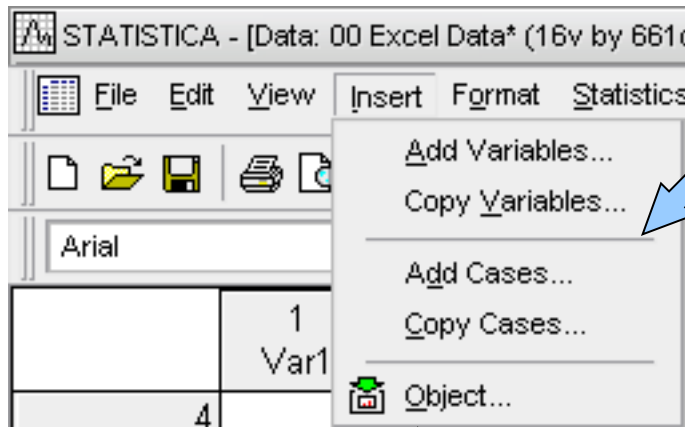 STATISTICA - [Data: 00 Excel Data* (16v by 661c
File Edit View Insert Format Statistics
Add Variables...
Copy Variables...
Arial
Add Cases...
Copy Cases...
1
Var1
Object...
4